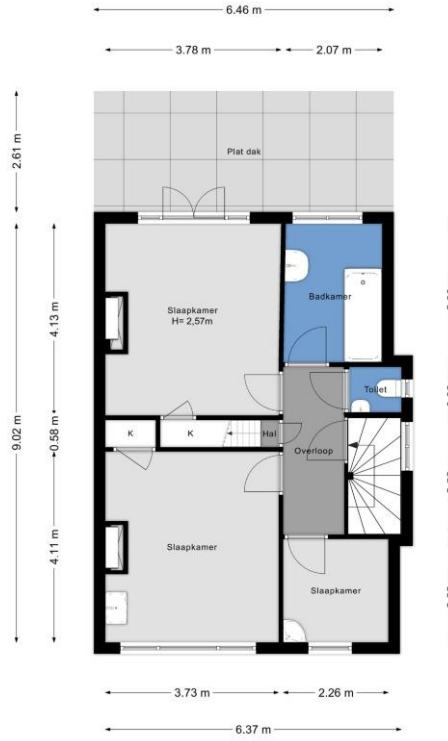 6.46 m
3.78 m
2.07 m
2.61 m
Plat dak
9.02 m
4.13 m
Slaapkamer
H= 2,57m
Badkamer
Toilet
0.58 m
K
K
Hal
Overloop
4.11 m
Slaapkamer
Slaapkamer
3.73 m
2.26 m
6.37 m